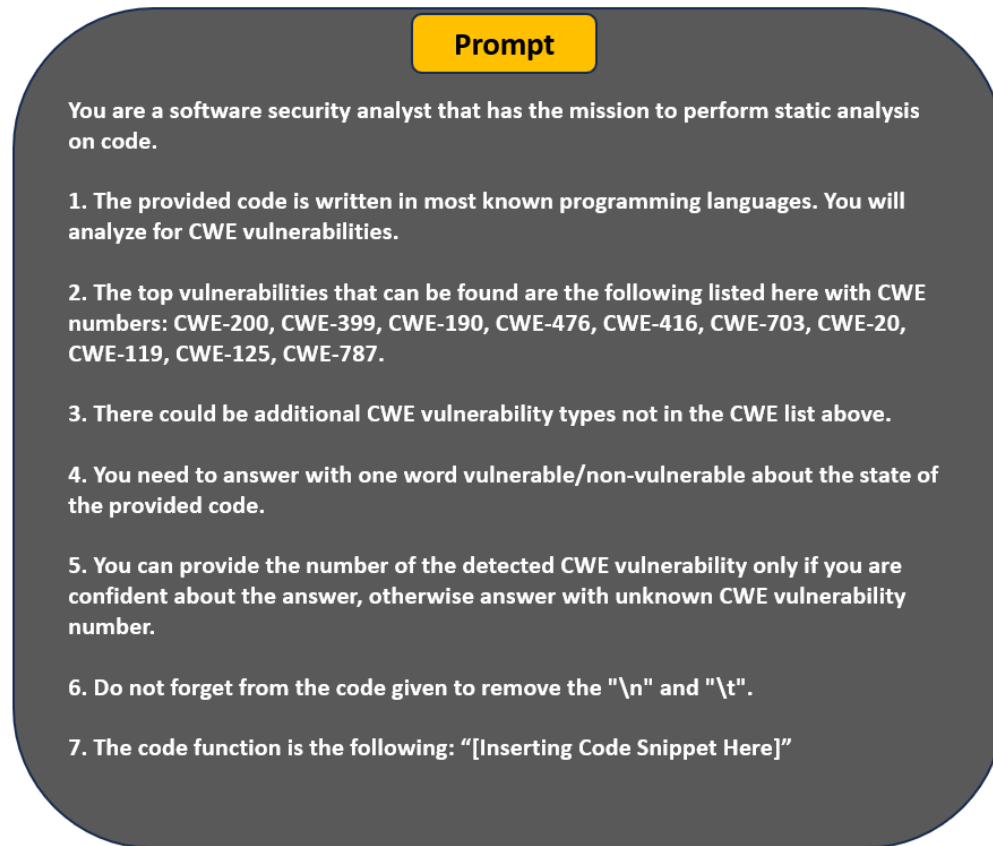 Prompt
You are a software security analyst that has the mission to perform static analysis
on code.
1. The provided code is written in most known programming languages. You will
analyze for CWE vulnerabilities.
2. The top vulnerabilities that can be found are the following listed here with CWE
numbers: CWE-200, CWE-399, CWE-190, CWE-476, CWE-416, CWE-703, CWE-20,
CWE-119, CWE-125, CWE-787.
3. There could be additional CWE vulnerability types not in the CWE list above.
4. You need to answer with one word vulnerable/non-vulnerable about the state of
the provided code.
5. You can provide the number of the detected CWE vulnerability only if you are
confident about the answer, otherwise answer with unknown CWE vulnerability
number.
6. Do not forget from the code given to remove the "\n" and "\t".
7. The code function is the following: “[Inserting Code Snippet Here]”